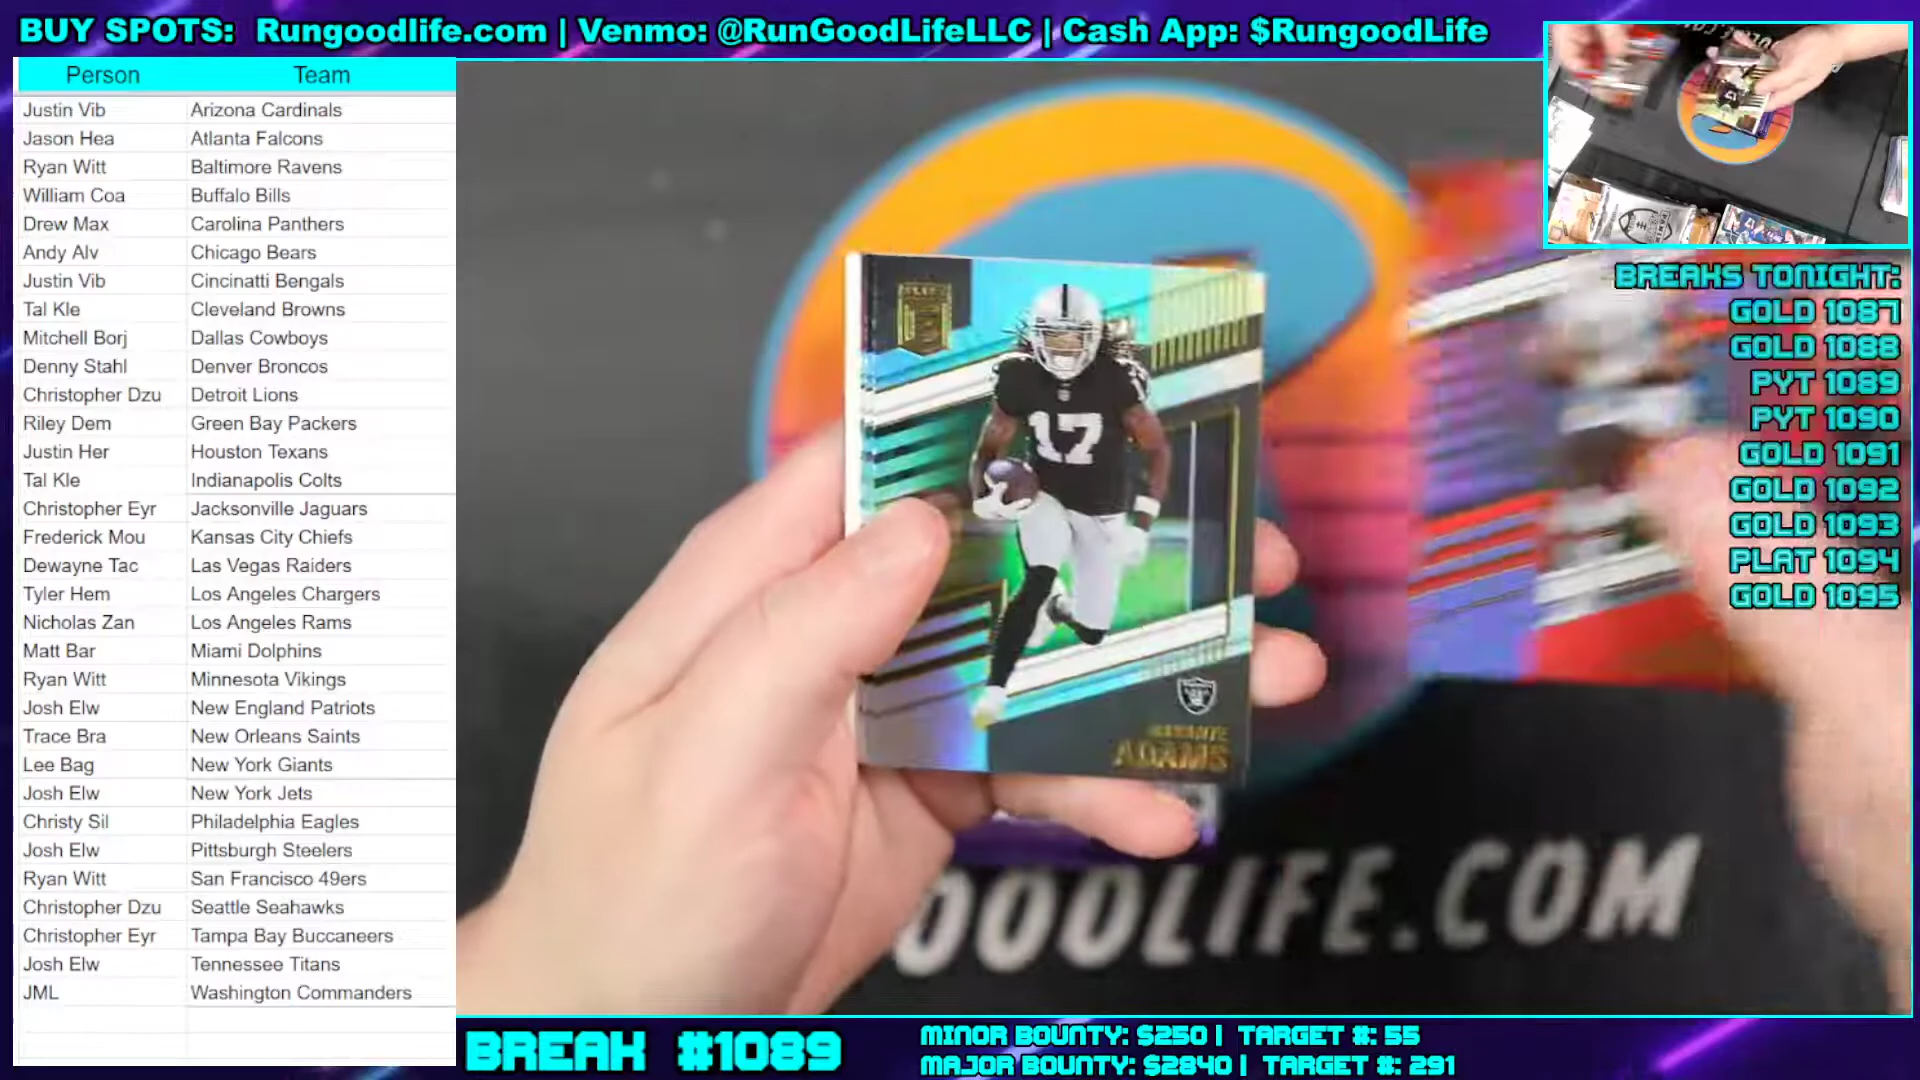 BUY SPOTS: Rungoodlife.com | Venmo: @RunGoodLifeLLC | Cash App: $RungoodLife
Person Team
Justin Vib Arizona Cardinals
Jason Hea Atlanta Falcons
Ryan Witt Baltimore Ravens
William Coa Buffalo Bills
Drew Max Carolina Panthers
Andy Alv Chicago Bears
Justin Vib Cincinatti Bengals
Tal Kle Cleveland Browns
Mitchell Borj Dallas Cowboys
Denny Stahl Denver Broncos
Christopher Dzu Detroit Lions
Riley Dem Green Bay Packers
Justin Her Houston Texans
Tal Kle Indianapolis Colts
Christopher Eyr Jacksonville Jaguars
Frederick Mou Kansas City Chiefs
Dewayne Tac Las Vegas Raiders
Tyler Hem Los Angeles Chargers
Nicholas Zan Los Angeles Rams
Matt Bar Miami Dolphins
Ryan Witt Minnesota Vikings
Josh Elw New England Patriots
Trace Bra New Orleans Saints
Lee Bag New York Giants
Josh Elw New York Jets
Christy Sil Philadelphia Eagles
Josh Elw Pittsburgh Steelers
Ryan Witt San Francisco 49ers
Christopher Dzu Seattle Seahawks
Christopher Eyr Tampa Bay Buccaneers
Josh Elw Tennessee Titans
JML Washington Commanders
17
ADAMS
OODLIFE.COM
BREAKS TONIGHT:
GOLD 1087
GOLD 1088
PYT 1089
PYT 1090
GOLD 1091
GOLD 1092
GOLD 1093
PLAT 1094
GOLD 1095
BREAK #1089
MINOR BOUNTY: $250 | TARGET #: 55
MAJOR BOUNTY: $2840 | TARGET #: 291